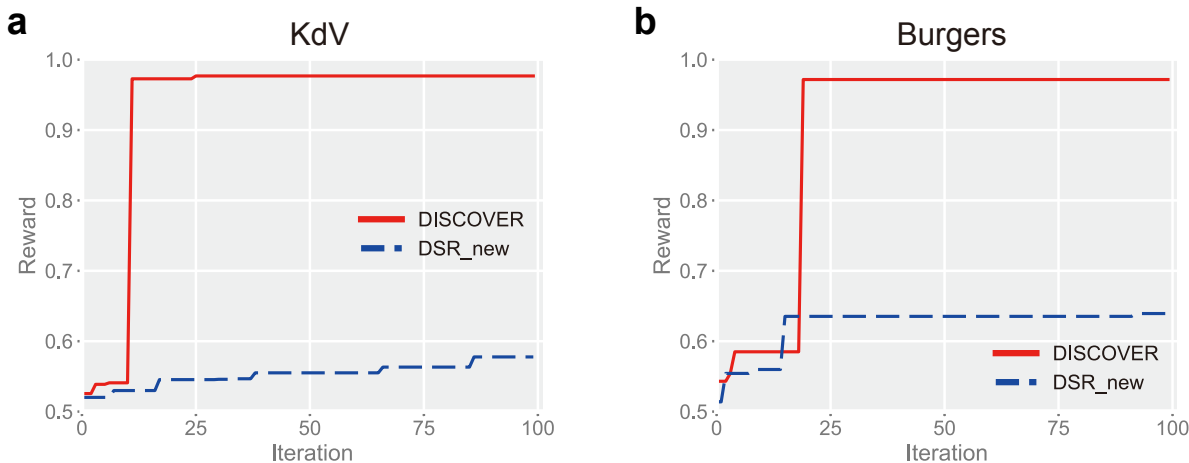 a
KdV
1.0
0.9
0.8
0.7
0.6
0.5
Reward
0
25
50
75
100
Iteration
DISCOVER
DSR_new
b
Burgers
1.0
0.9
0.8
0.7
0.6
0.5
Reward
0
25
50
75
100
Iteration
DISCOVER
DSR_new